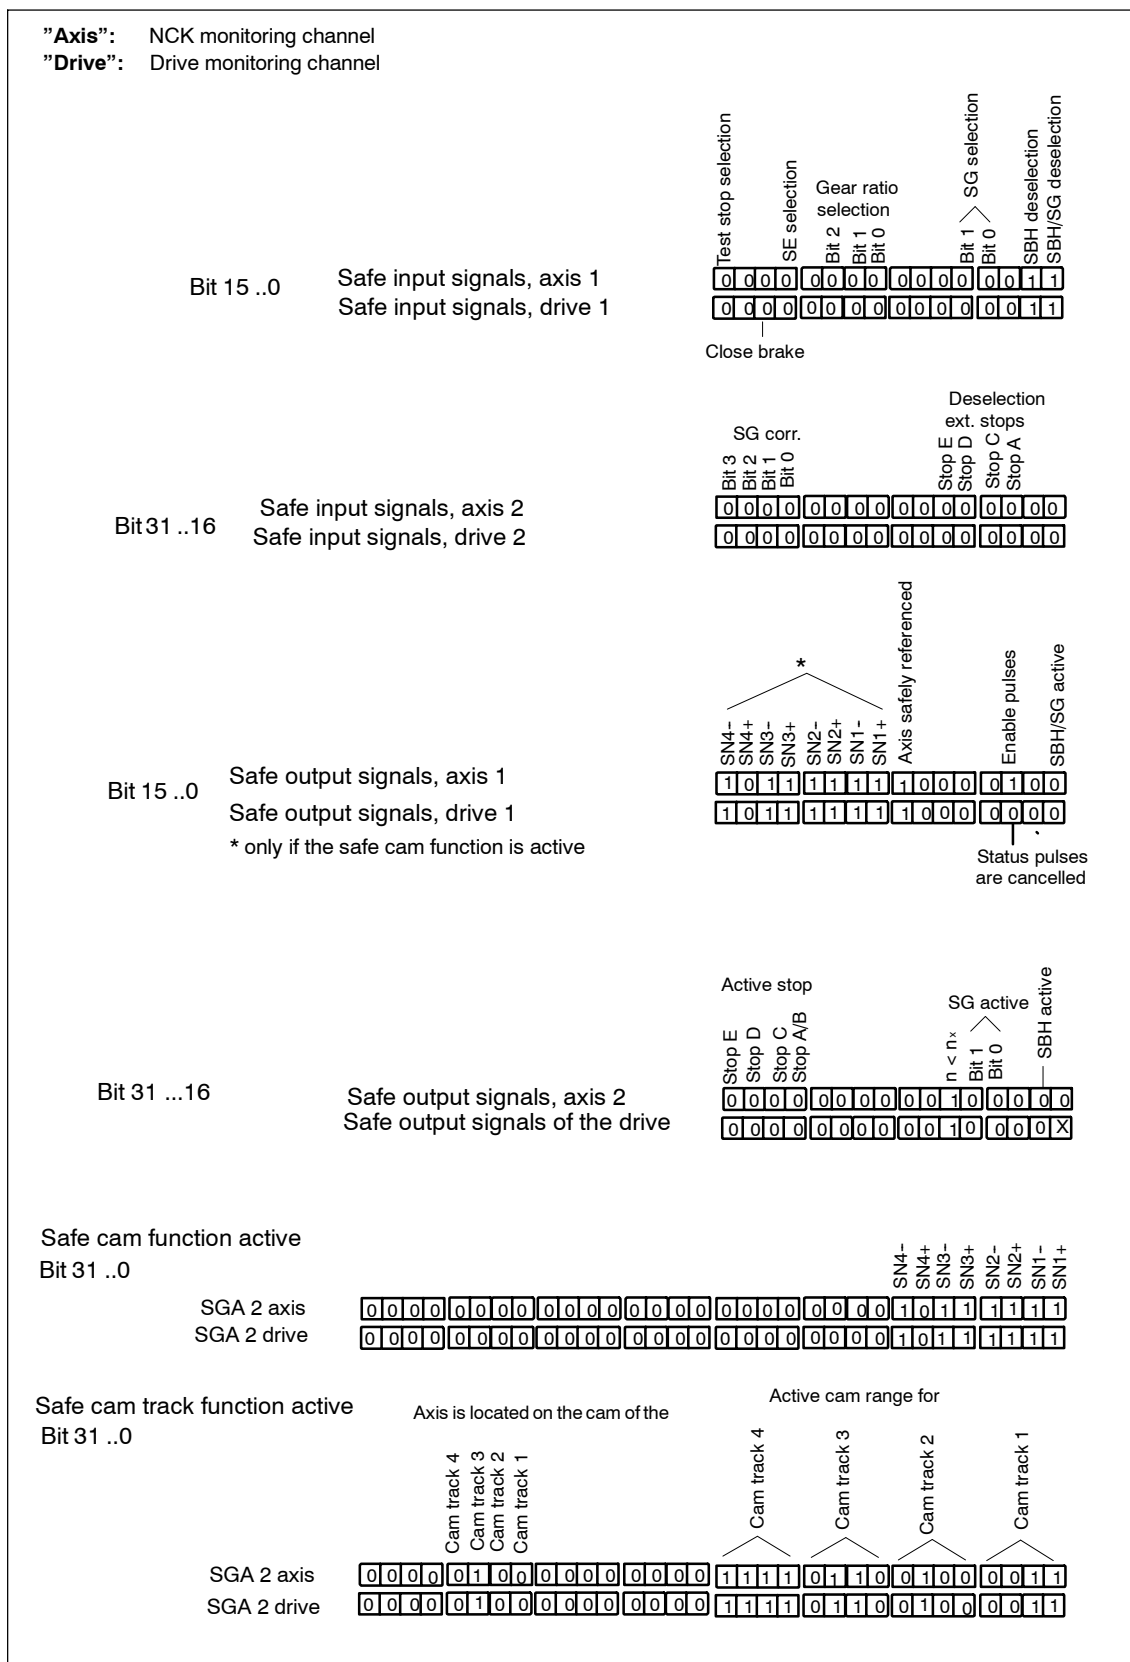 ”Axis”: NCK monitoring channel
”Drive”: Drive monitoring channel
Test stop selection
SE selection
Gear ratio
selection
Bit 2
Bit 1
Bit 0
SG selection
Bit 1
Bit 0
SBH deselection
SBH/SG deselection
Bit 15 ..0
Safe input signals, axis 1 0000 0000 0000 0011
Safe input signals, drive 1 0000 0000 0000 0011
Close brake
Deselection
ext. stops
SG corr.
Bit 3
Bit 2
Bit 1
Bit 0
Stop E
Stop D
Stop C
Stop A
Bit 31 ..16
Safe input signals, axis 2 0000 0000 0000 0000
Safe input signals, drive 2 0000 0000 0000 0000
*
SN4-
SN4+
SN3-
SN3+
SN2-
SN2+
SN1-
SN1+
Axis safely referenced
Enable pulses
SBH/SG active
Bit 15 ..0
Safe output signals, axis 1 1011 1111 1000 0100
Safe output signals, drive 1 1011 1111 1000 0000
* only if the safe cam function is active
Status pulses
are cancelled
Active stop
Stop E
Stop D
Stop C
Stop A/B
SG active
n < nx
Bit 1
Bit 0
SBH active
Bit 31 ...16
Safe output signals, axis 2 0000 0000 0010 0000
Safe output signals of the drive 0000 0000 0010 000X
Safe cam function active
Bit 31 ..0
SN4-
SN4+
SN3-
SN3+
SN2-
SN2+
SN1-
SN1+
SGA 2 axis 0000 0000 0000 0000 0000 0000 1011 1111
SGA 2 drive 0000 0000 0000 0000 0000 0000 1011 1111
Safe cam track function active
Bit 31 ..0
Axis is located on the cam of the
Active cam range for
Cam track 4
Cam track 3
Cam track 2
Cam track 1
Cam track 4
Cam track 3
Cam track 2
Cam track 1
SGA 2 axis 0000 0100 0000 0000 1111 0110 0100 0011
SGA 2 drive 0000 0100 0000 0000 1111 0110 0100 0011